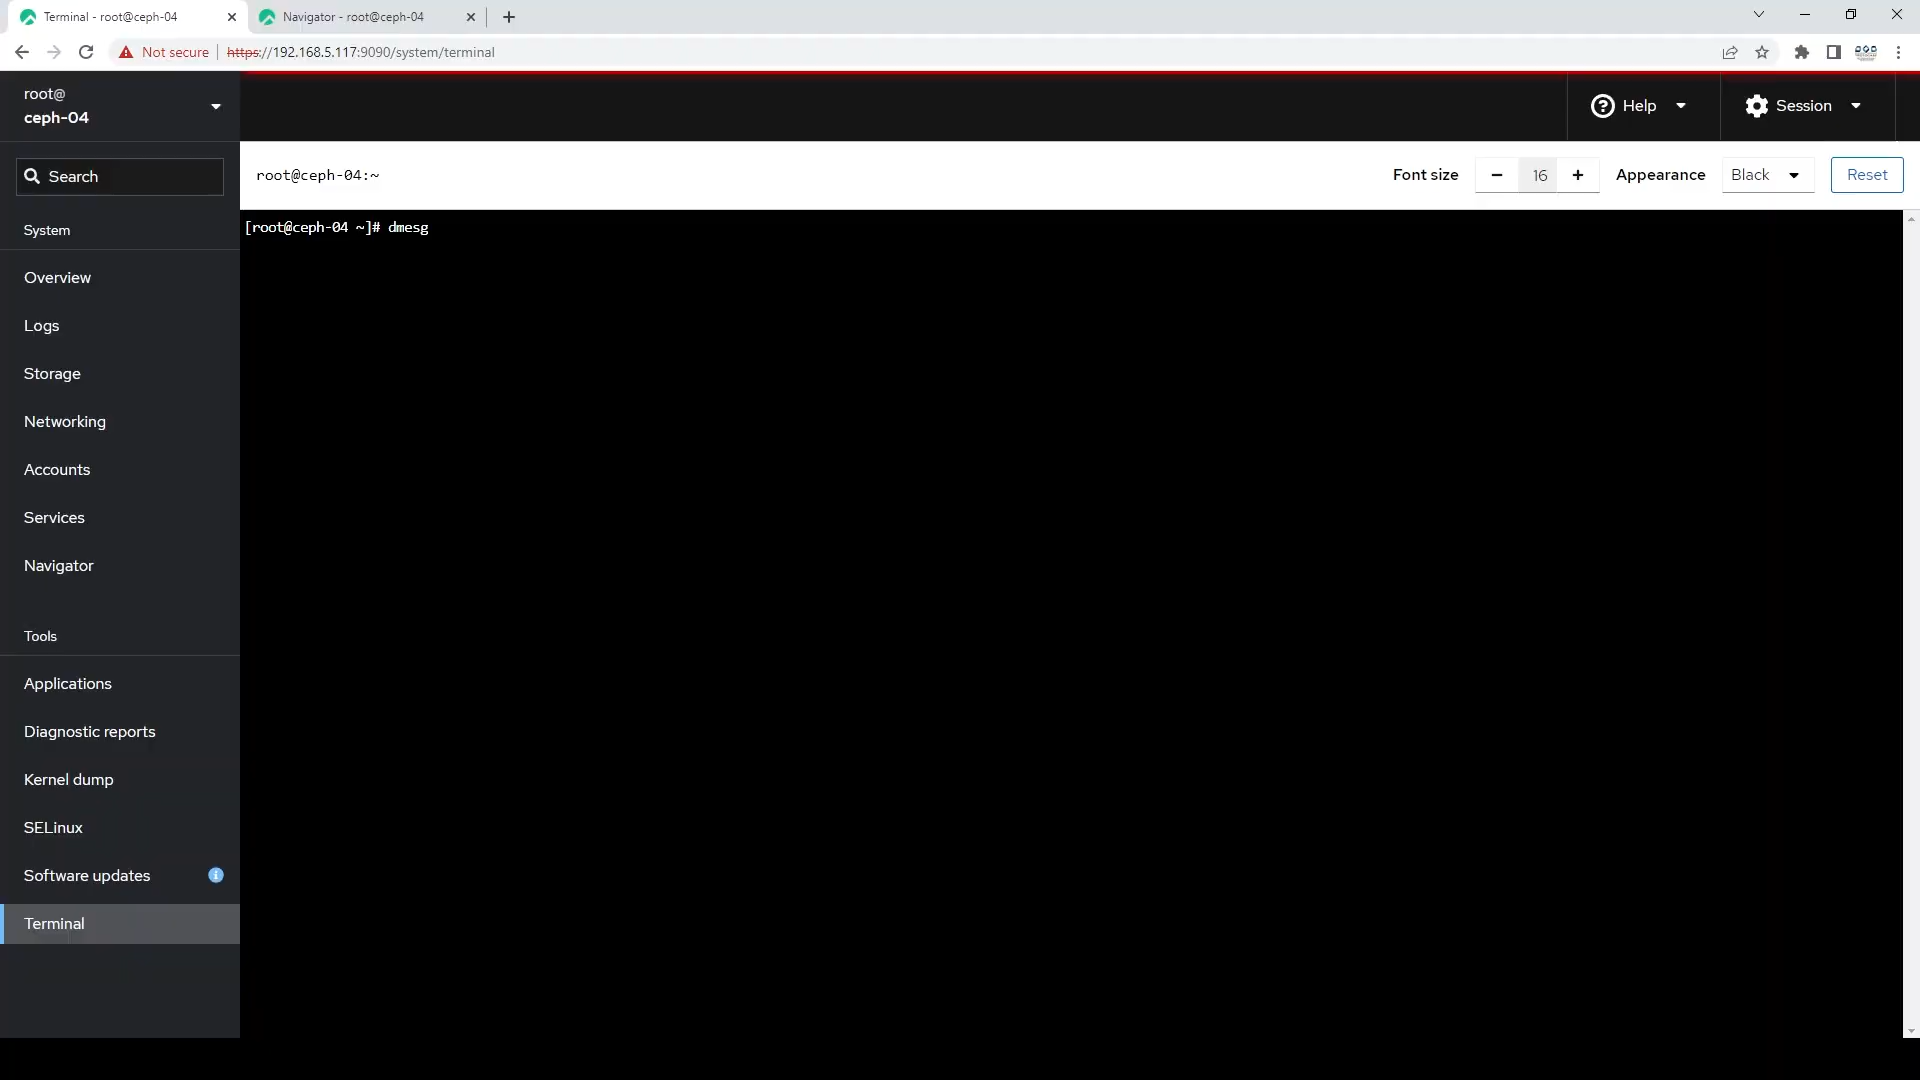 Terminal - root@ceph-04
Navigator - root@ceph-04
Not secure
https://192.168.5.117:9090/system/terminal
root@
ceph-04
Help
Session
Search
root@ceph-04:~
Font size
16
Appearance
Black
Reset
System
[root@ceph-04 ~]# dmesg
Overview
Logs
Storage
Networking
Accounts
Services
Navigator
Tools
Applications
Diagnostic reports
Kernel dump
SELinux
Software updates
Terminal